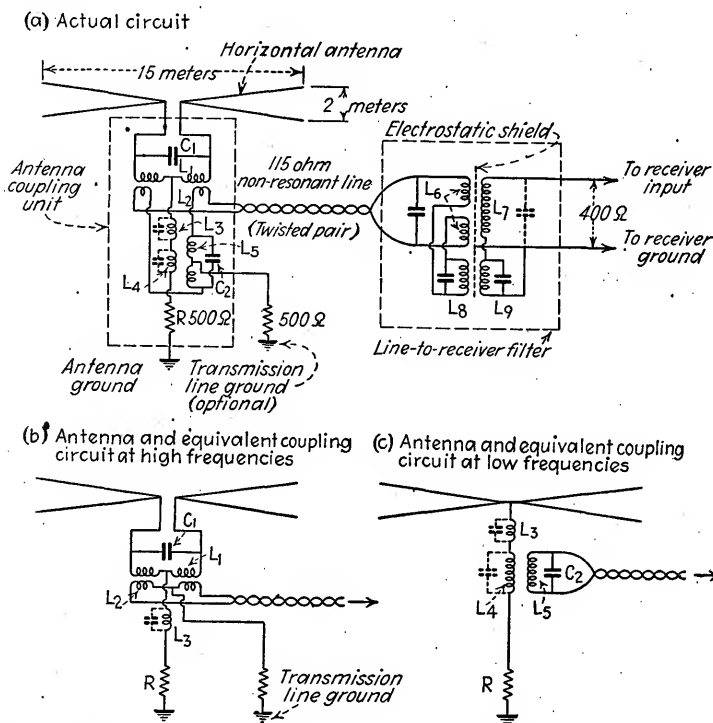 (a) Actual circuit
Horizontal antenna
15 meters
2
meters
Electrostatic shield
C1
L1
Antenna
coupling
unit
115 ohm
non-resonant line
(Twisted pair)
L2
L3
L5
L4
C2
R 500Ω
500Ω
Antenna
ground
Transmission
line ground
(optional)
L6
L7
L8
L9
To receiver
input
400Ω
To receiver
ground
Line-to-receiver filter
(b) Antenna and equivalent coupling
circuit at high frequencies
C1
L1
L2
L3
R
Transmission
line ground
(c) Antenna and equivalent coupling
circuit at low frequencies
L3
L4
L5
C2
R